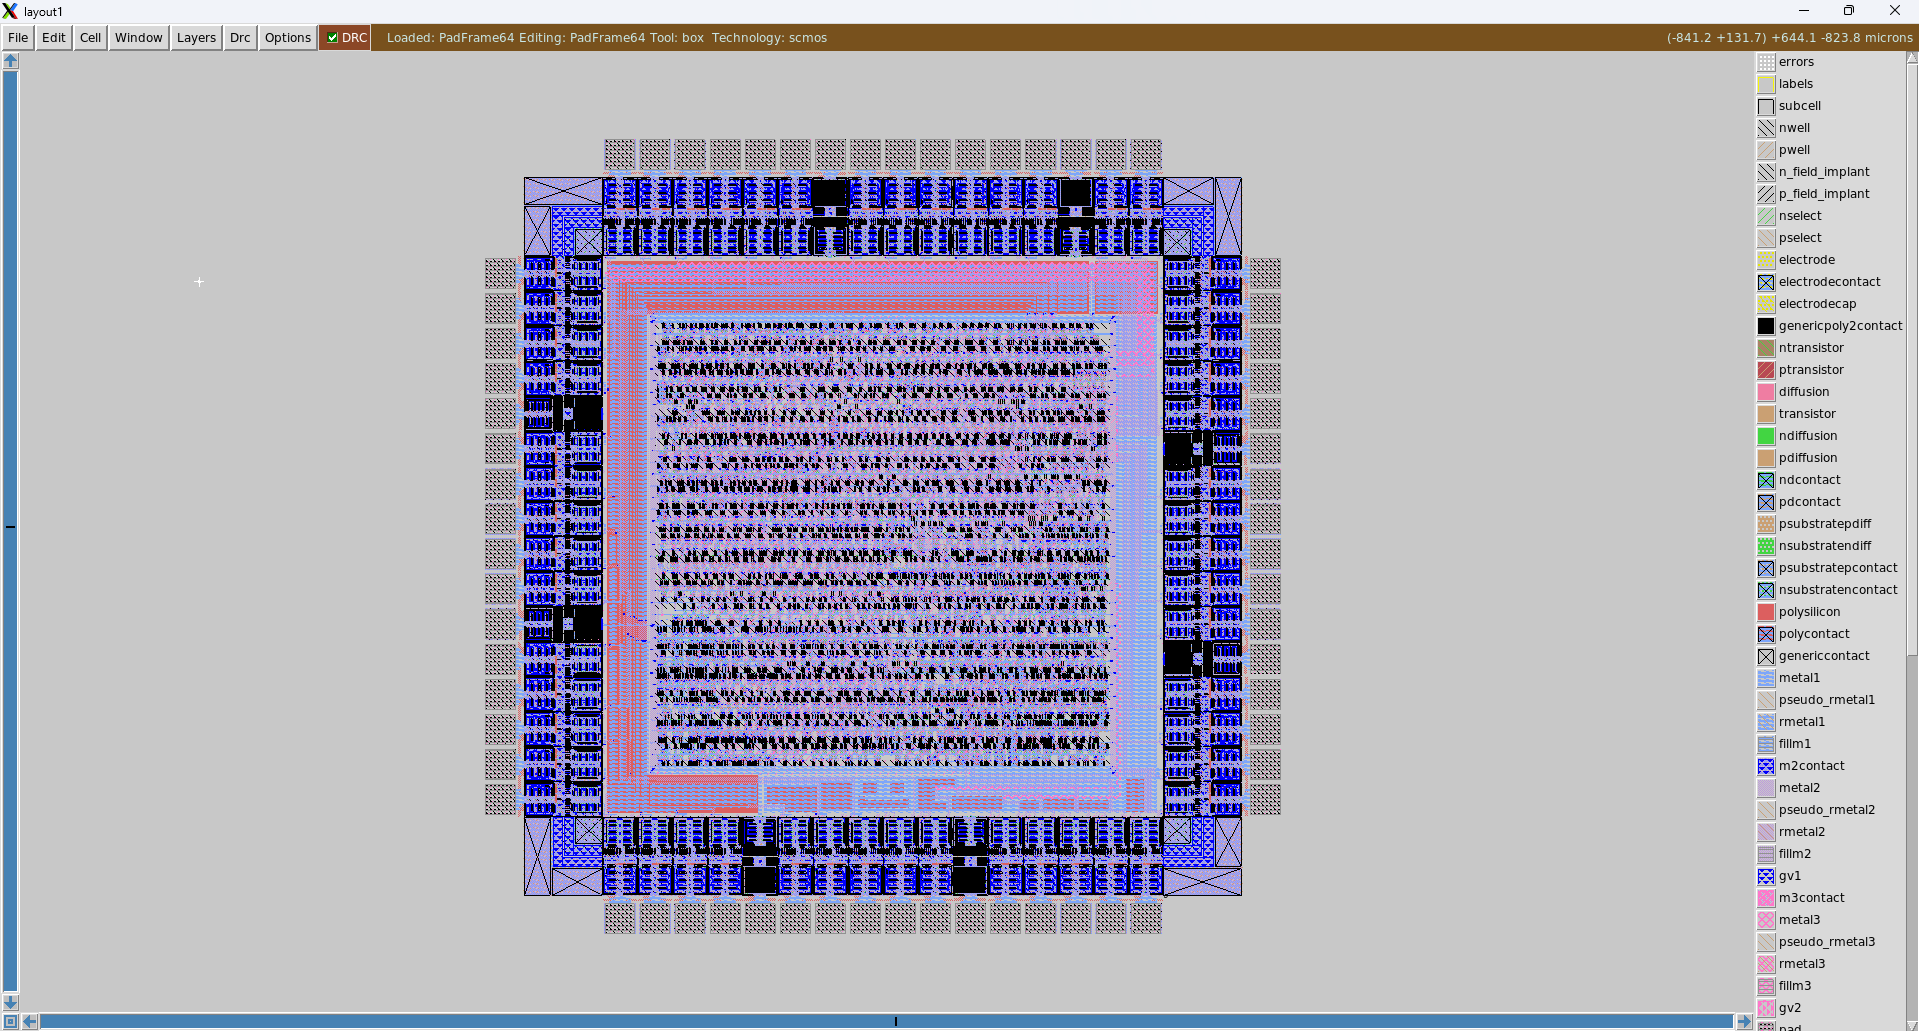 layout1
File Edit Cell Window Layers Drc Options DRC Loaded: PadFrame64 Editing: PadFrame64 Tool: box Technology: scmos (-841.2 +131.7) +644.1 -823.8 microns
errors
labels
subcell
nwell
pwell
n_field_implant
p_field_implant
nselect
pselect
electrode
electrodecontact
electrodecap
genericpoly2contact
ntransistor
ptransistor
diffusion
transistor
ndiffusion
pdiffusion
ndcontact
pdcontact
psubstratepdiff
nsubstratendiff
psubstratepcontact
nsubstratencontact
polysilicon
polycontact
genericcontact
metal1
pseudo_rmetal1
rmetal1
fillm1
m2contact
metal2
pseudo_rmetal2
rmetal2
fillm2
gv1
m3contact
metal3
pseudo_rmetal3
rmetal3
fillm3
gv2
pad